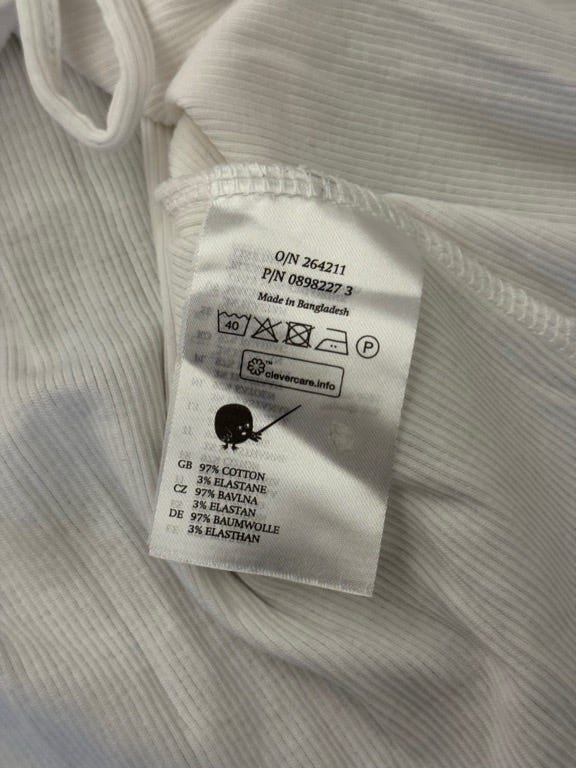 O/N 264211
P/N 0898227 3
Made in Bangladesh
40 P
clevercare.info
GB 97% COTTON
3% ELASTANE
CZ 97% BAVLNA
3% ELASTAN
DE 97% BAUMWOLLE
3% ELASTHAN